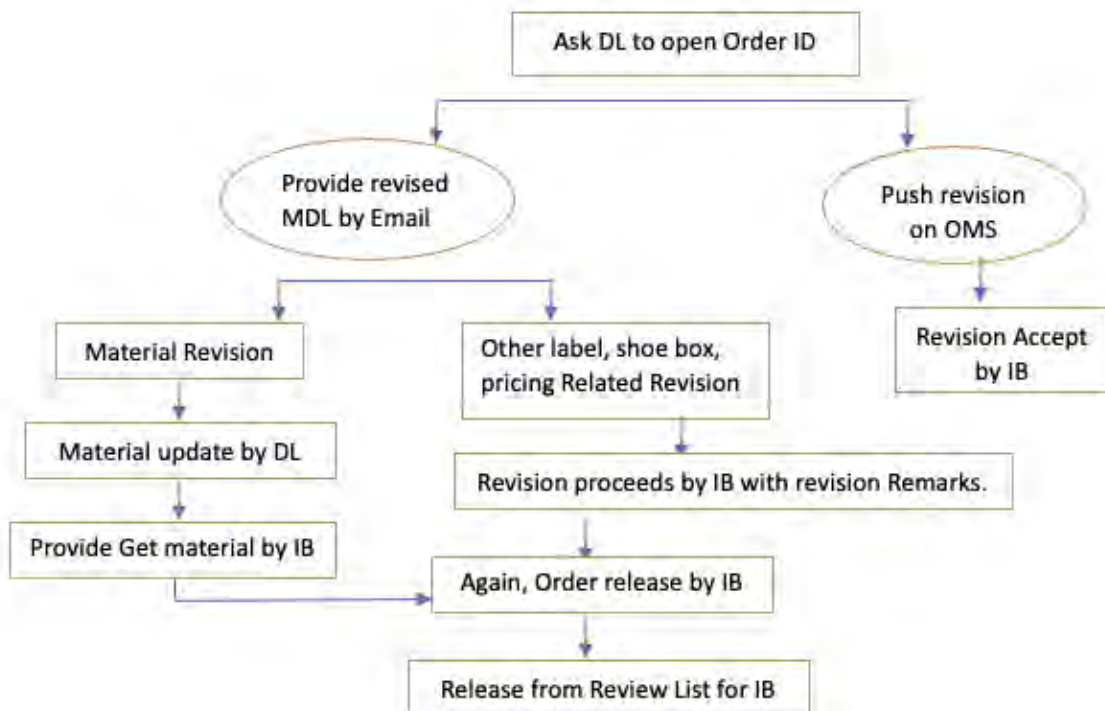 Ask DL to open Order ID
Provide revised
MDL by Email
Push revision
on OMS
Material Revision
Other label, shoe box,
pricing Related Revision
Revision Accept
by IB
Material update by DL
Revision proceeds by IB with revision Remarks.
Provide Get material by IB
Again, Order release by IB
Release from Review List for IB